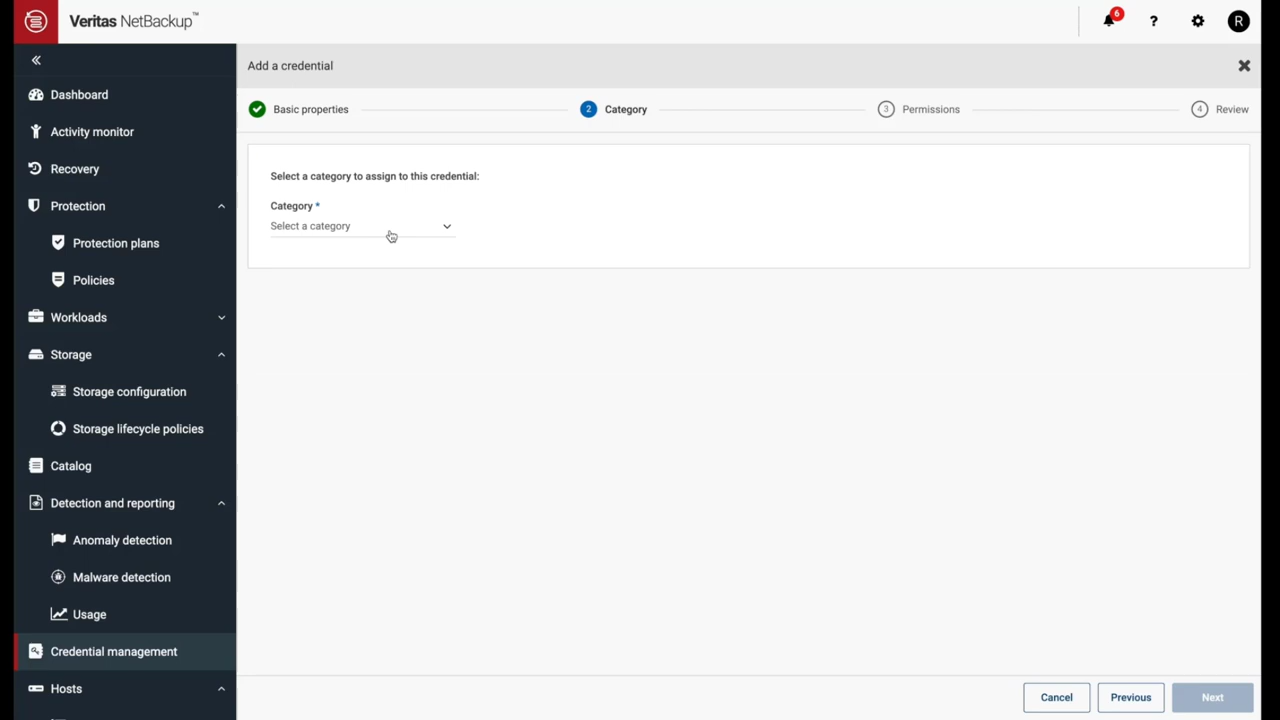 Veritas NetBackup™
6
?
R
Add a credential
Dashboard
Basic properties
2 Category
3 Permissions
4 Review
Activity monitor
Recovery
Select a category to assign to this credential:
Protection
Category *
Select a category
Protection plans
Policies
Workloads
Storage
Storage configuration
Storage lifecycle policies
Catalog
Detection and reporting
Anomaly detection
Malware detection
Usage
Credential management
Hosts
Cancel
Previous
Next